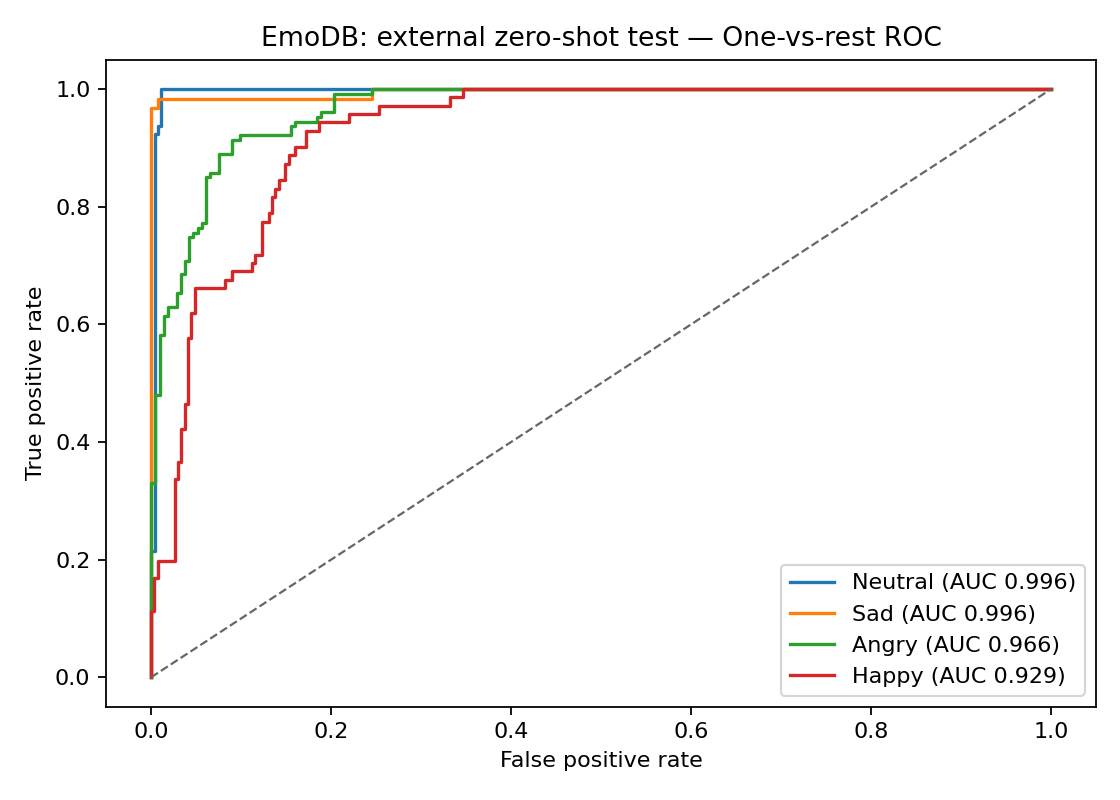 EmoDB: external zero-shot test — One-vs-rest ROC
True positive rate
1.0
0.8
0.6
0.4
0.2
0.0
0.0 0.2 0.4 0.6 0.8 1.0
False positive rate
Neutral (AUC 0.996)
Sad (AUC 0.996)
Angry (AUC 0.966)
Happy (AUC 0.929)